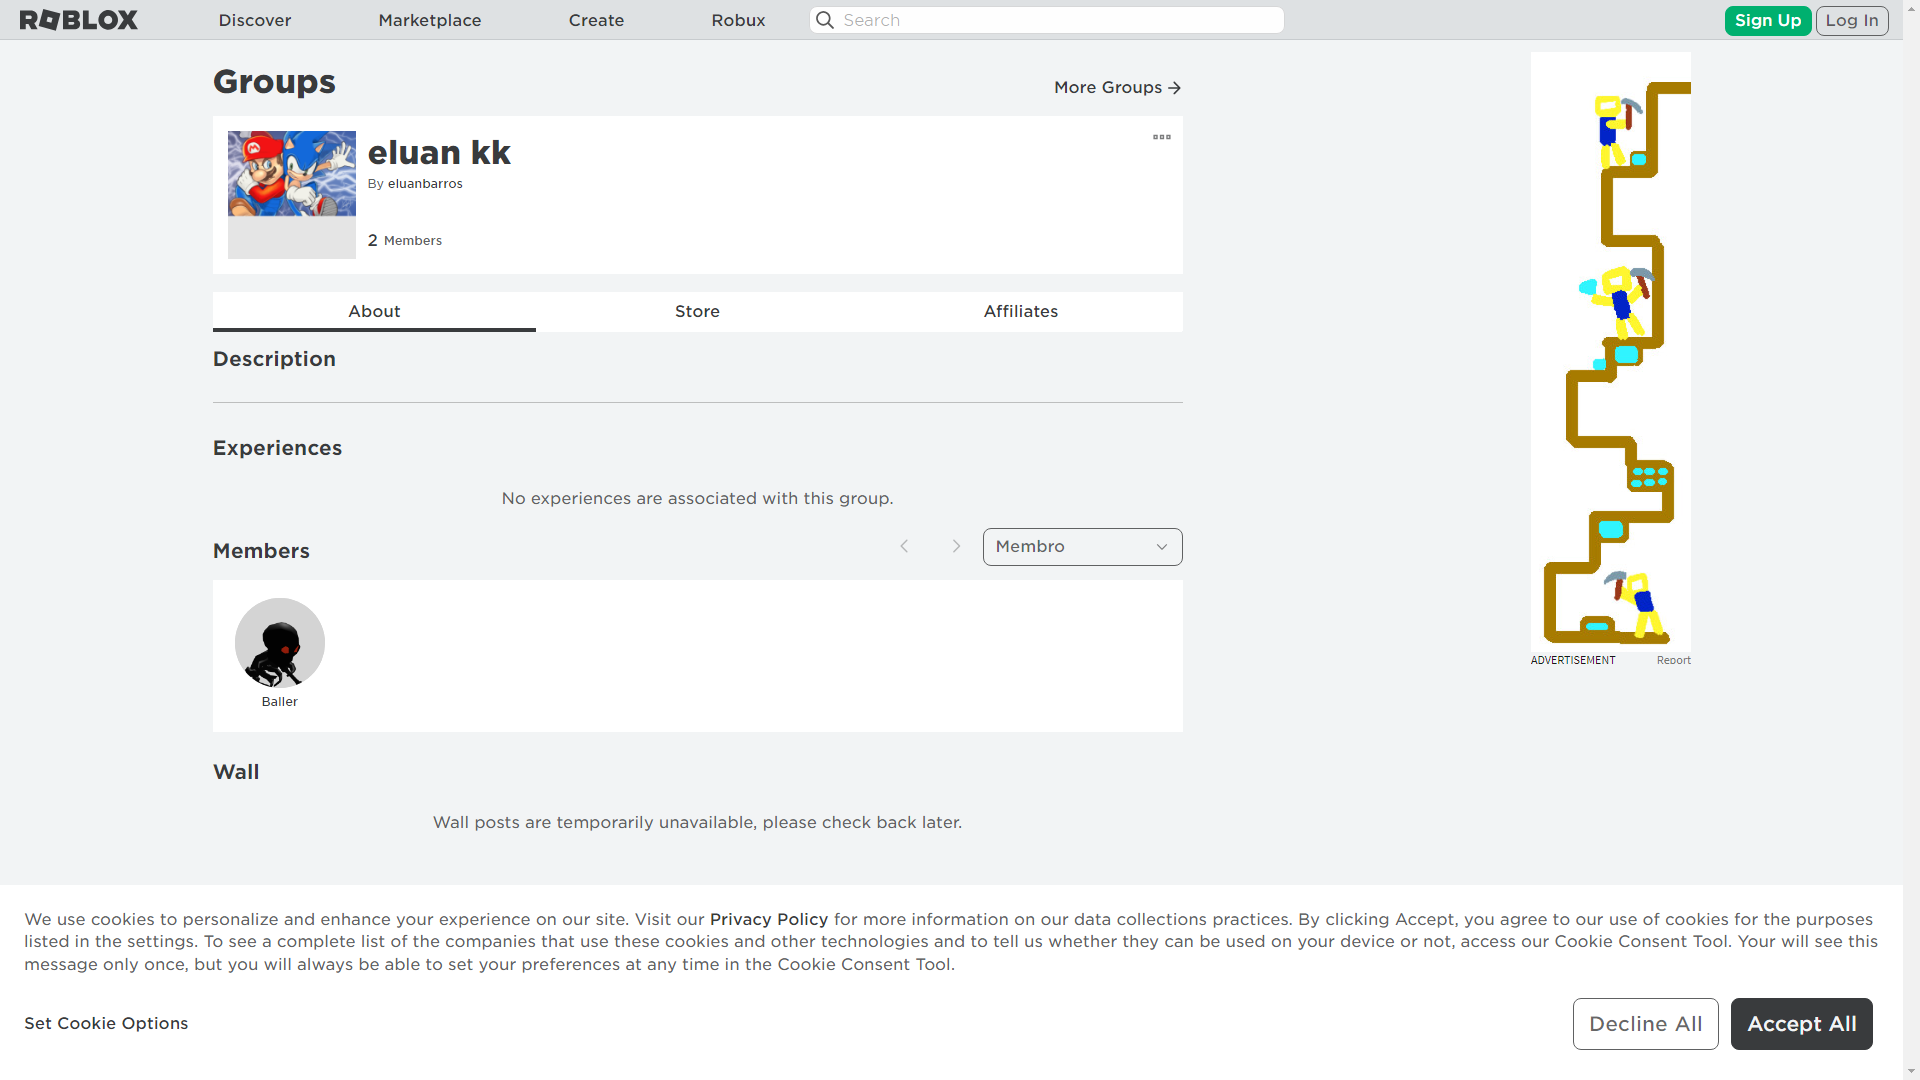 ROBLOX Discover Marketplace Create Robux Search Sign Up Log In
Groups
More Groups
eluan kk
By eluanbarros
2 Members
About Store Affiliates
Description
Experiences
No experiences are associated with this group.
Members
Membro
Baller
Wall
Wall posts are temporarily unavailable, please check back later.
ADVERTISEMENT Report
We use cookies to personalize and enhance your experience on our site. Visit our Privacy Policy for more information on our data collections practices. By clicking Accept, you agree to our use of cookies for the purposes
listed in the settings. To see a complete list of the companies that use these cookies and other technologies and to tell us whether they can be used on your device or not, access our Cookie Consent Tool. Your will see this
message only once, but you will always be able to set your preferences at any time in the Cookie Consent Tool.
Set Cookie Options
Decline All
Accept All